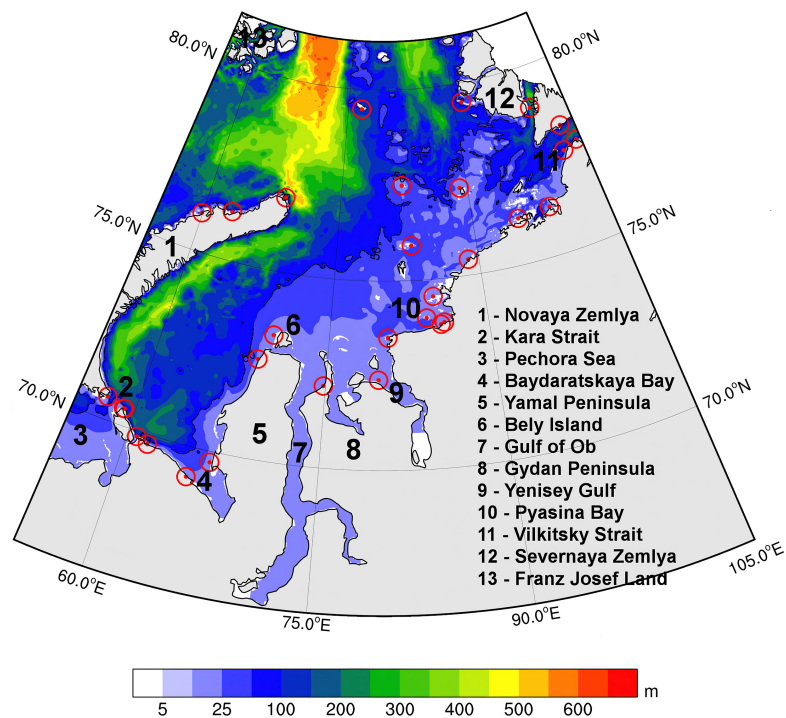 80.0°N
13
80.0°N
12
11
75.0°N
75.0°N
1
10
6
1 - Novaya Zemlya
2 - Kara Strait
3 - Pechora Sea
4 - Baydaratskaya Bay
5 - Yamal Peninsula
6 - Bely Island
7 - Gulf of Ob
8 - Gydan Peninsula
9 - Yenisey Gulf
10 - Pyasina Bay
11 - Vilkitsky Strait
12 - Severnaya Zemlya
13 - Franz Josef Land
70.0°N
2
9
70.0°N
3
5
7
8
4
60.0°E
75.0°E
90.0°E
105.0°E
5 25 100 200 300 400 500 600 m